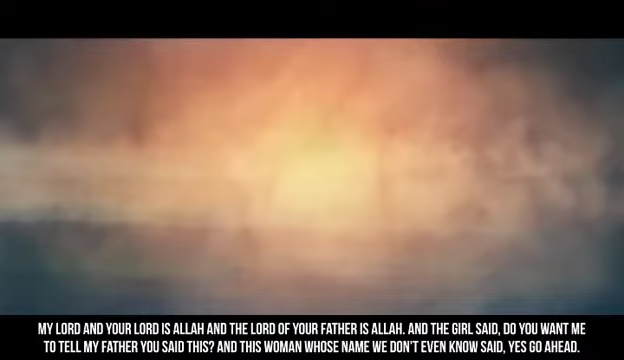 MY LORD AND YOUR LORD IS ALLAH AND THE LORD OF YOUR FATHER IS ALLAH. AND THE GIRL SAID, DO YOU WANT ME
TO TELL MY FATHER YOU SAID THIS? AND THIS WOMAN WHOSE NAME WE DON'T EVEN KNOW SAID, YES GO AHEAD.